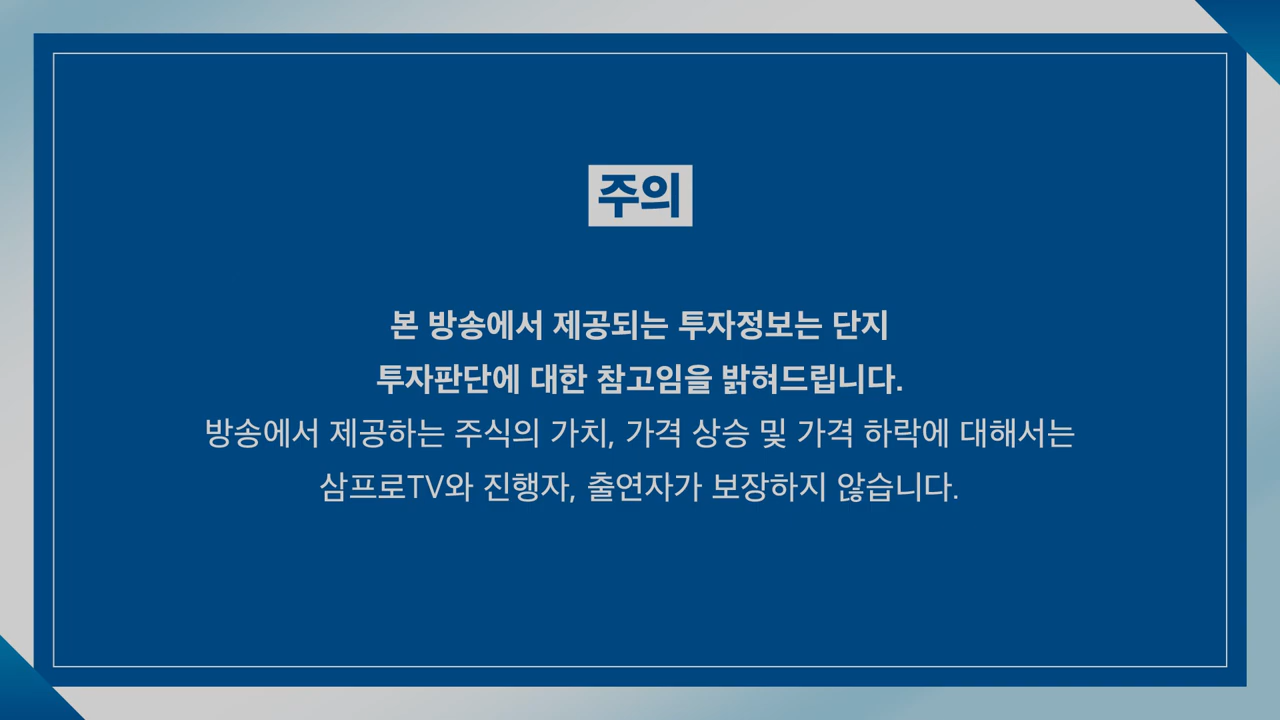 주의
본 방송에서 제공되는 투자정보는 단지
투자판단에 대한 참고임을 밝혀드립니다.
방송에서 제공하는 주식의 가치, 가격 상승 및 가격 하락에 대해서는
삼프로TV와 진행자, 출연자가 보장하지 않습니다.